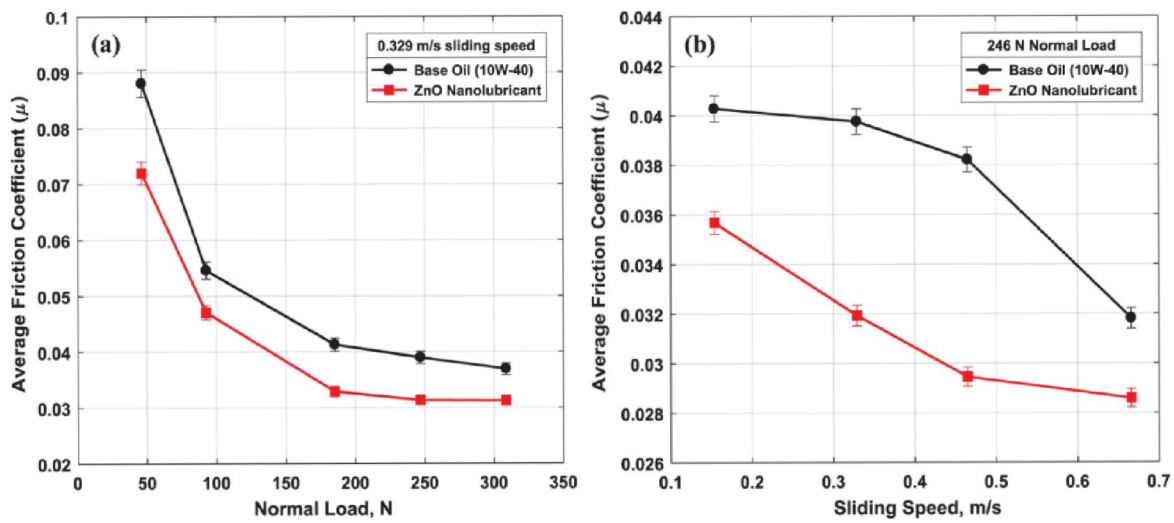 (a)
0.329 m/s sliding speed
Base Oil (10W-40)
ZnO Nanolubricant
Average Friction Coefficient (μ)
0.1
0.09
0.08
0.07
0.06
0.05
0.04
0.03
0.02
0
50
100
150
200
250
300
350
Normal Load, N
(b)
246 N Normal Load
Base Oil (10W-40)
ZnO Nanolubricant
Average Friction Coefficient (μ)
0.044
0.042
0.04
0.038
0.036
0.034
0.032
0.03
0.028
0.026
0.1
0.2
0.3
0.4
0.5
0.6
0.7
Sliding Speed, m/s